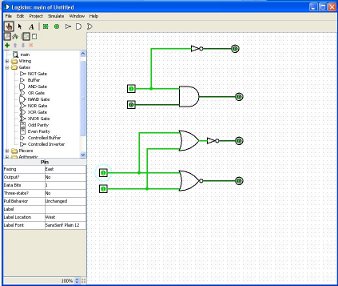 Logisim: main of Untitled
File Edit Project Simulate Window Help
main
Wiring
Gates
NOT Gate
Buffer
AND Gate
OR Gate
NAND Gate
NOR Gate
XOR Gate
XNOR Gate
Odd Parity
Even Parity
Controlled Buffer
Controlled Inverter
Plexers
Arithmetic
Pin
Facing East
Output? No
Data Bits 1
Three-state? No
Pull Behavior Unchanged
Label
Label Location West
Label Font SansSerif Plain 12
100%